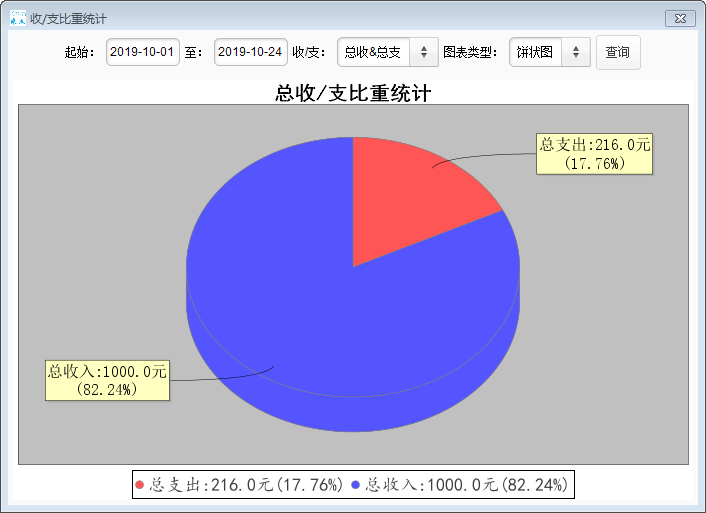 收/支比重统计
起始： 2019-10-01 至： 2019-10-24 收/支： 总收&总支 图表类型： 饼状图 查询
总收/支比重统计
总支出:216.0元
(17.76%)
总收入:1000.0元
(82.24%)
总支出:216.0元(17.76%) 总收入:1000.0元(82.24%)